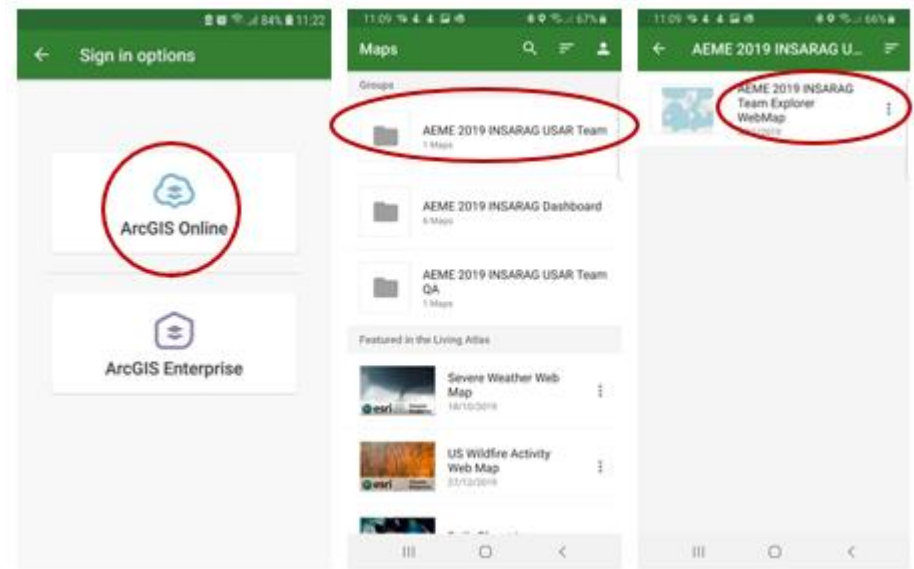 84% 11:22
Sign in options
ArcGIS Online
ArcGIS Enterprise
11:09 67%
Maps
Groups
AEME 2019 INSARAG USAR Team
1 Maps
AEME 2019 INSARAG Dashboard
6 Maps
AEME 2019 INSARAG USAR Team
QA
1 Maps
Featured in the Living Atlas
esri
Severe Weather Web
Map
18/10/2019
esri
US Wildfire Activity
Web Map
11:09 66%
AEME 2019 INSARAG U...
AEME 2019 INSARAG
Team Explorer
WebMap